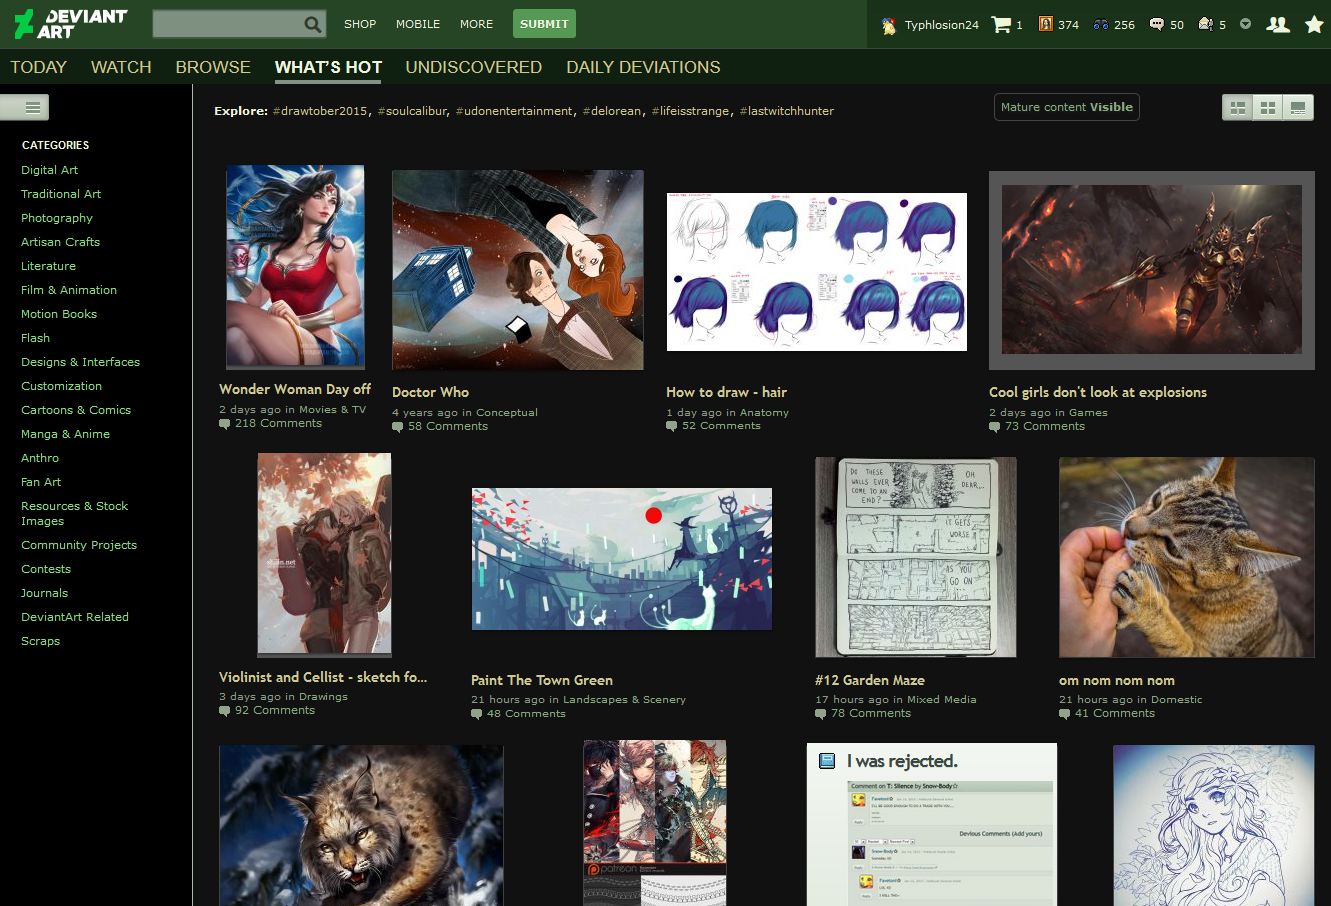 DEVIANT
ART
SHOP
MOBILE
MORE
SUBMIT
Typhlosion24
1
374
256
50
5
TODAY
WATCH
BROWSE
WHAT'S HOT
UNDISCOVERED
DAILY DEVIATIONS
Explore: #drawtober2015, #soulcalibur, #udonentertainment, #delorean, #lifeisstrange, #lastwitchhunter
Mature content Visible
CATEGORIES
Digital Art
Traditional Art
Photography
Artisan Crafts
Literature
Film & Animation
Motion Books
Flash
Designs & Interfaces
Customization
Cartoons & Comics
Manga & Anime
Anthro
Fan Art
Resources & Stock
Images
Community Projects
Contests
Journals
DeviantArt Related
Scraps
Wonder Woman Day off
2 days ago in Movies & TV
218 Comments
Doctor Who
4 years ago in Conceptual
58 Comments
How to draw - hair
1 day ago in Anatomy
52 Comments
Cool girls don't look at explosions
2 days ago in Games
73 Comments
DO THESE
WALLS EVER
COME TO AN
END?
OH
DEAR...
IT GETS
WORSE
AS YOU
GO ON
Violinist and Cellist - sketch fo...
3 days ago in Drawings
92 Comments
Paint The Town Green
21 hours ago in Landscapes & Scenery
48 Comments
#12 Garden Maze
17 hours ago in Mixed Media
78 Comments
om nom nom nom
21 hours ago in Domestic
41 Comments
patreon
I was rejected.
Comment on T: Silence by Snow-Body
Devious Comments (Add yours)